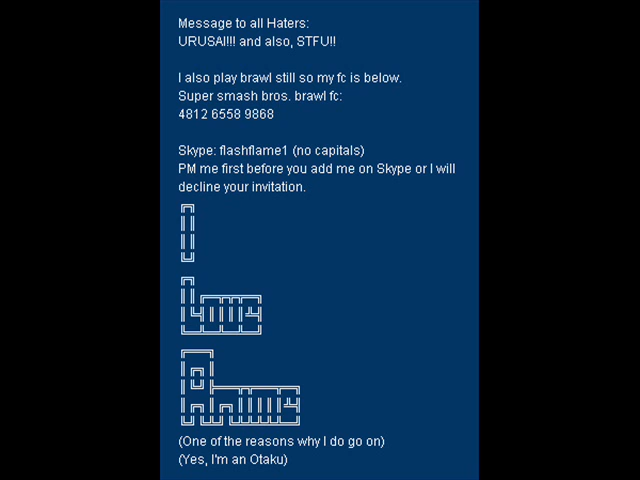 Message to all Haters:
URUSAI!!! and also, STFU!!
I also play brawl still so my fc is below.
Super smash bros. brawl fc:
4812 6558 9868
Skype: flashflame1 (no capitals)
PM me first before you add me on Skype or I will
decline your invitation.
(One of the reasons why I do go on)
(Yes, I'm an Otaku)